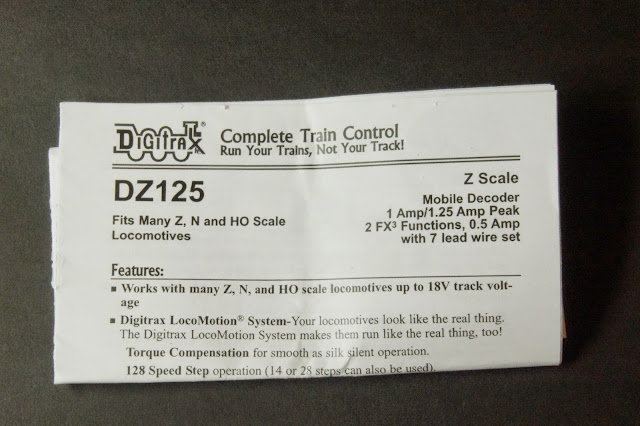 DIGITRAX®
Complete Train Control
Run Your Trains, Not Your Track!
DZ125
Fits Many Z, N and HO Scale
Locomotives
Z Scale
Mobile Decoder
1 Amp/1.25 Amp Peak
2 FX³ Functions, 0.5 Amp
with 7 lead wire set
Features:
■ Works with many Z, N, and HO scale locomotives up to 18V track volt-
age
■ Digitrax LocoMotion® System-Your locomotives look like the real thing.
The Digitrax LocoMotion System makes them run like the real thing, too!
Torque Compensation for smooth as silk silent operation.
128 Speed Step operation (14 or 28 steps can also be used).